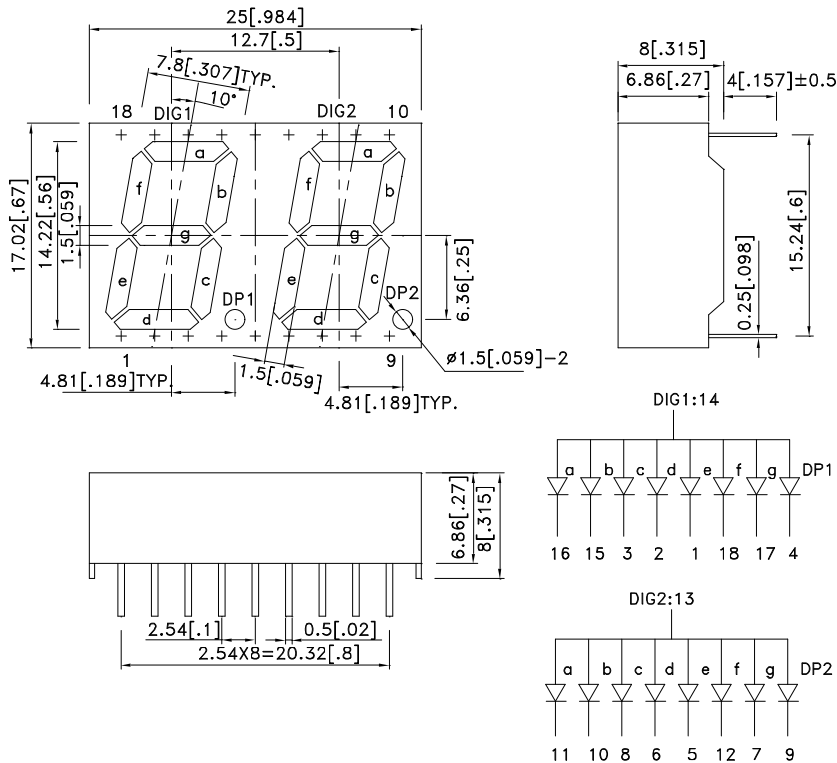 25[.984]
12.7[.5]
7.8[.307]TYP.
10°
18 DIG1 DIG2 10
a a
f b f b
g g
e c e c
d d
DP1 DP2
1 9
17.02[.67]
14.22[.56]
1.5[.059]
6.36[.25]
4.81[.189]TYP.
1.5[.059]
ø1.5[.059]-2
4.81[.189]TYP.
8[.315]
6.86[.27] 4[.157]±0.5
15.24[.6]
0.25[.098]
6.86[.27]
8[.315]
2.54[.1] 0.5[.02]
2.54X8=20.32[.8]
DIG1:14
a b c d e f g DP1
16 15 3 2 1 18 17 4
DIG2:13
a b c d e f g DP2
11 10 8 6 5 12 7 9